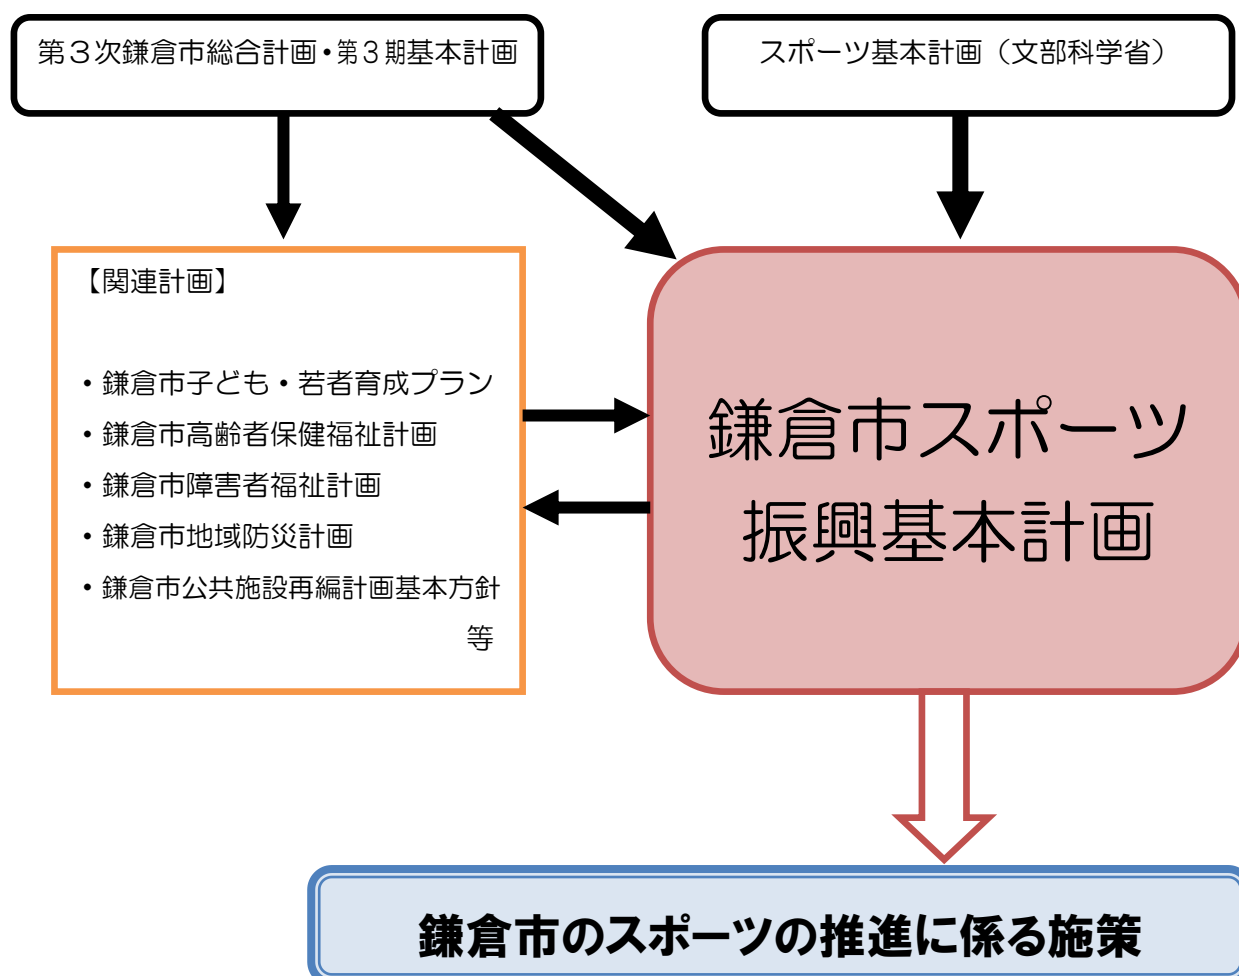 第３次鎌倉市総合計画・第３期基本計画
スポーツ基本計画（文部科学省）
【関連計画】
・鎌倉市子ども・若者育成プラン
・鎌倉市高齢者保健福祉計画
・鎌倉市障害者福祉計画
・鎌倉市地域防災計画
・鎌倉市公共施設再編計画基本方針
等
鎌倉市スポーツ
振興基本計画
鎌倉市のスポーツの推進に係る施策